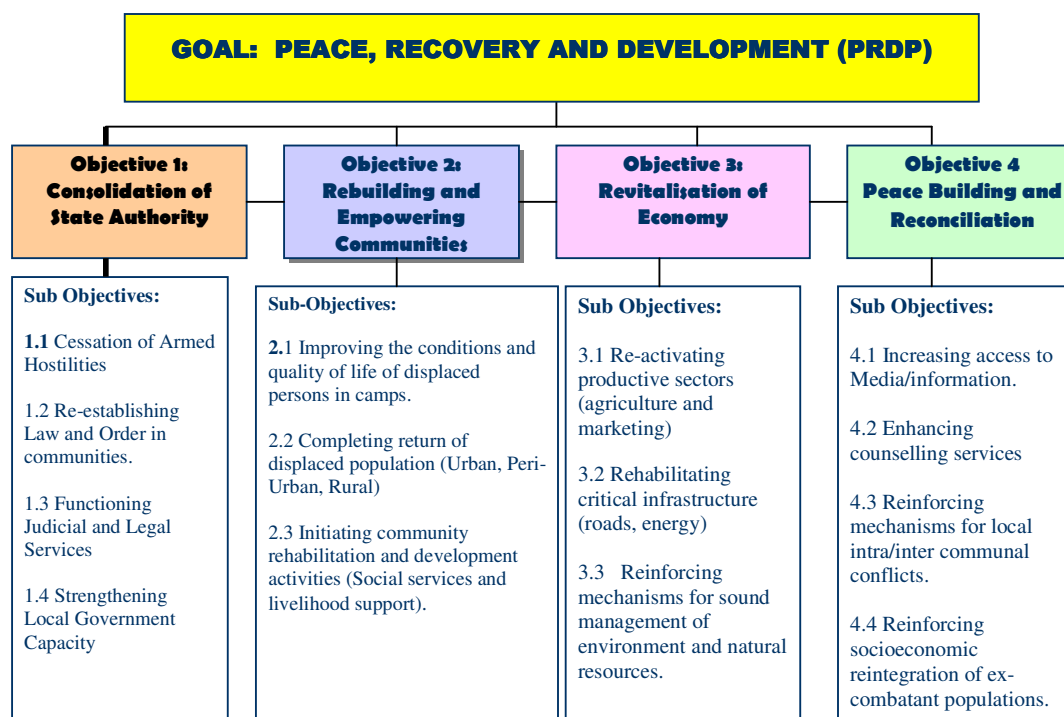 GOAL: PEACE, RECOVERY AND DEVELOPMENT (PRDP)
Objective 1:
Consolidation of
State Authority
Objective 2:
Rebuilding and
Empowering
Communities
Objective 3:
Revitalisation of
Economy
Objective 4
Peace Building and
Reconciliation
Sub Objectives:
1.1 Cessation of Armed
Hostilities
1.2 Re-establishing
Law and Order in
communities.
1.3 Functioning
Judicial and Legal
Services
1.4 Strengthening
Local Government
Capacity
Sub-Objectives:
2.1 Improving the conditions and
quality of life of displaced
persons in camps.
2.2 Completing return of
displaced population (Urban, Peri-
Urban, Rural)
2.3 Initiating community
rehabilitation and development
activities (Social services and
livelihood support).
Sub Objectives:
3.1 Re-activating
productive sectors
(agriculture and
marketing)
3.2 Rehabilitating
critical infrastructure
(roads, energy)
3.3 Reinforcing
mechanisms for sound
management of
environment and natural
resources.
Sub Objectives:
4.1 Increasing access to
Media/information.
4.2 Enhancing
counselling services
4.3 Reinforcing
mechanisms for local
intra/inter communal
conflicts.
4.4 Reinforcing
socioeconomic
reintegration of ex-
combatant populations.